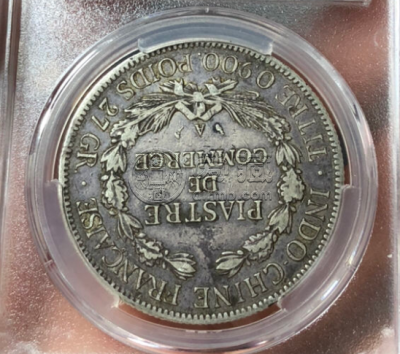 INDO-CHINE FRANÇAISE
PIASTRE
DE
COMMERCE
A
TITRE 0,900. POIDS 27 GR.